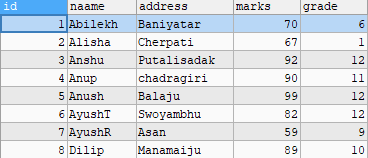 id naame address marks grade
1 Abilekh Baniyatar 70 6
2 Alisha Cherpati 67 1
3 Anshu Putalisadak 92 12
4 Anup chadragiri 90 11
5 Anush Balaju 99 12
6 AyushT Swoyambhu 82 12
7 AyushR Asan 59 9
8 Dilip Manamaiju 89 10